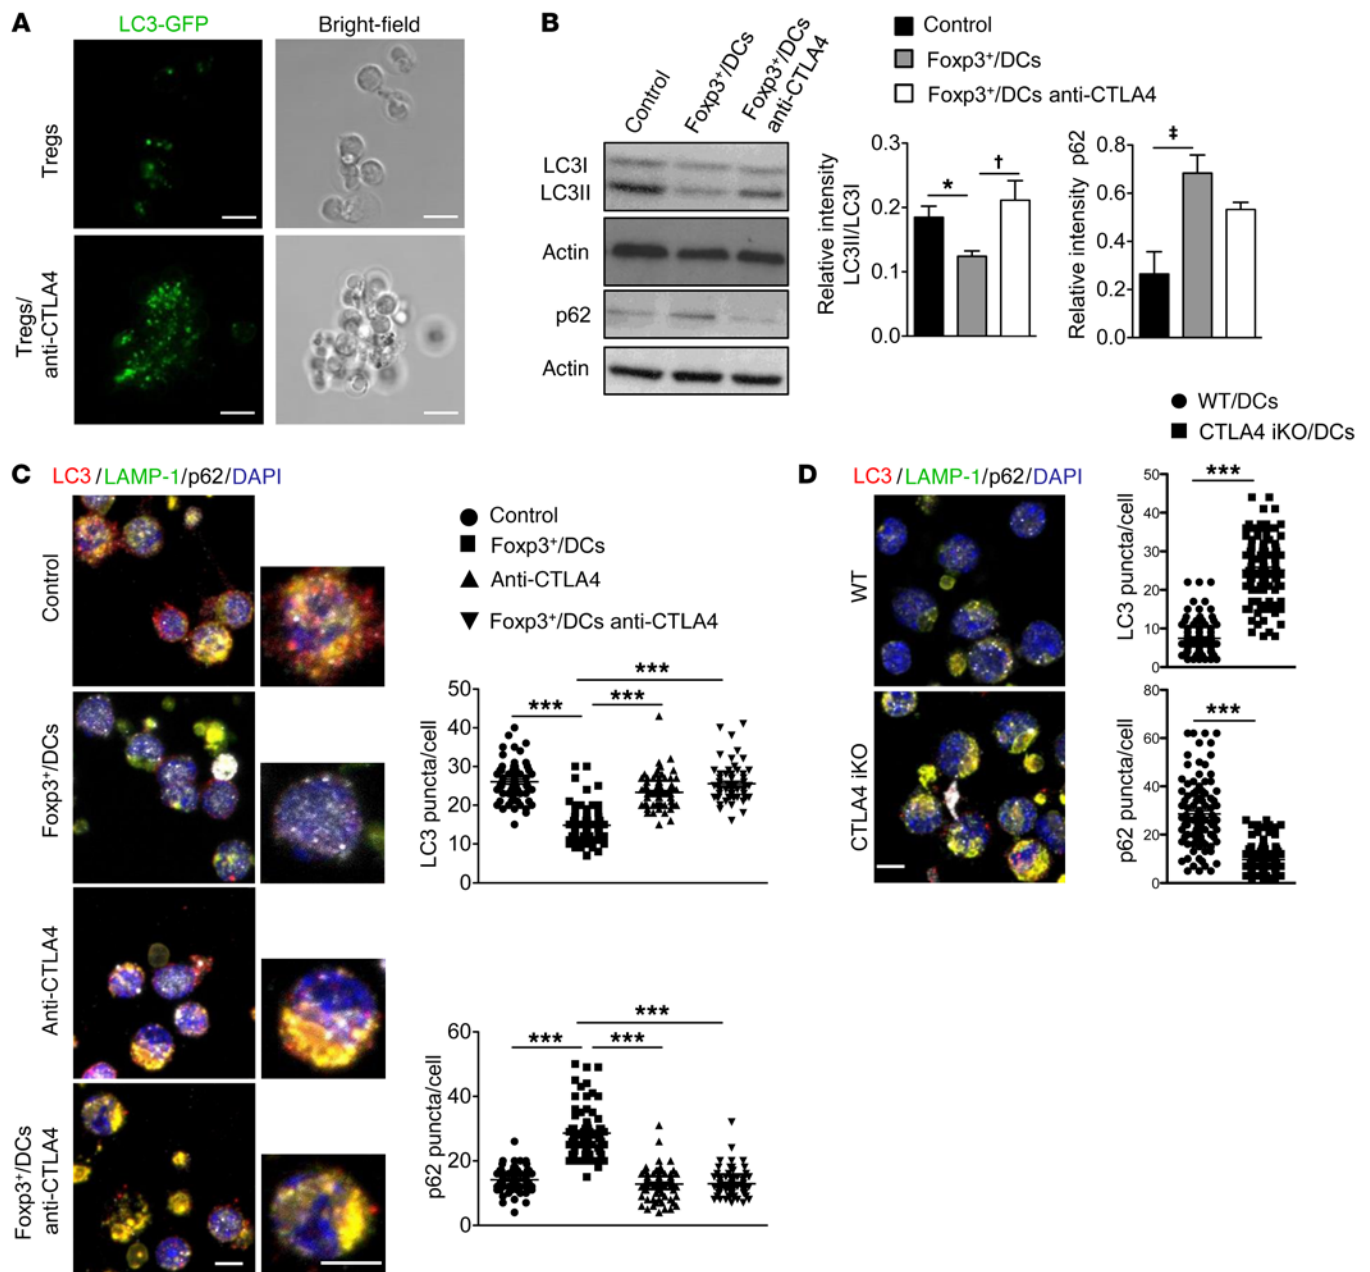 A
LC3-GFP
Bright-field
Tregs
Tregs/
anti-CTLA4
B
Control
Foxp3⁺/DCs
Foxp3⁺/DCs
anti-CTLA4
LC3I
LC3II
Actin
p62
Actin
Control
Foxp3⁺/DCs
Foxp3⁺/DCs anti-CTLA4
Relative intensity
LC3II/LC3I
0.3
0.2
0.1
0.0
*
†
Relative intensity p62
0.8
0.6
0.4
0.2
0.0
‡
C
LC3/LAMP-1/p62/DAPI
Control
Foxp3⁺/DCs
Anti-CTLA4
Foxp3⁺/DCs
anti-CTLA4
Control
Foxp3⁺/DCs
Anti-CTLA4
Foxp3⁺/DCs anti-CTLA4
LC3 puncta/cell
50
40
30
20
10
0
***
***
***
p62 puncta/cell
60
40
20
0
***
***
***
D
LC3/LAMP-1/p62/DAPI
WT
CTLA4 iKO
WT/DCs
CTLA4 iKO/DCs
LC3 puncta/cell
50
40
30
20
10
0
***
p62 puncta/cell
80
60
40
20
0
***